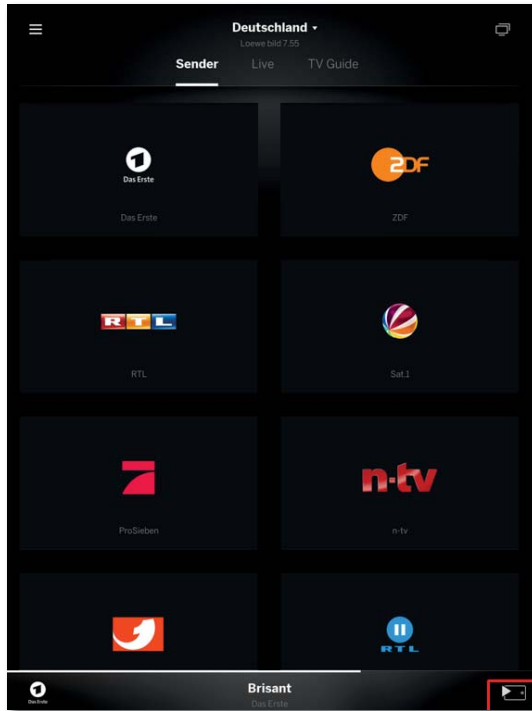 Deutschland
Loewe bild 7.55
Sender Live TV Guide
Das Erste
ZDF
Das Erste
ZDF
RTL
RTL
Sat.1
n-tv
ProSieben
n-tv
RTL
Das Erste
Brisant
Das Erste